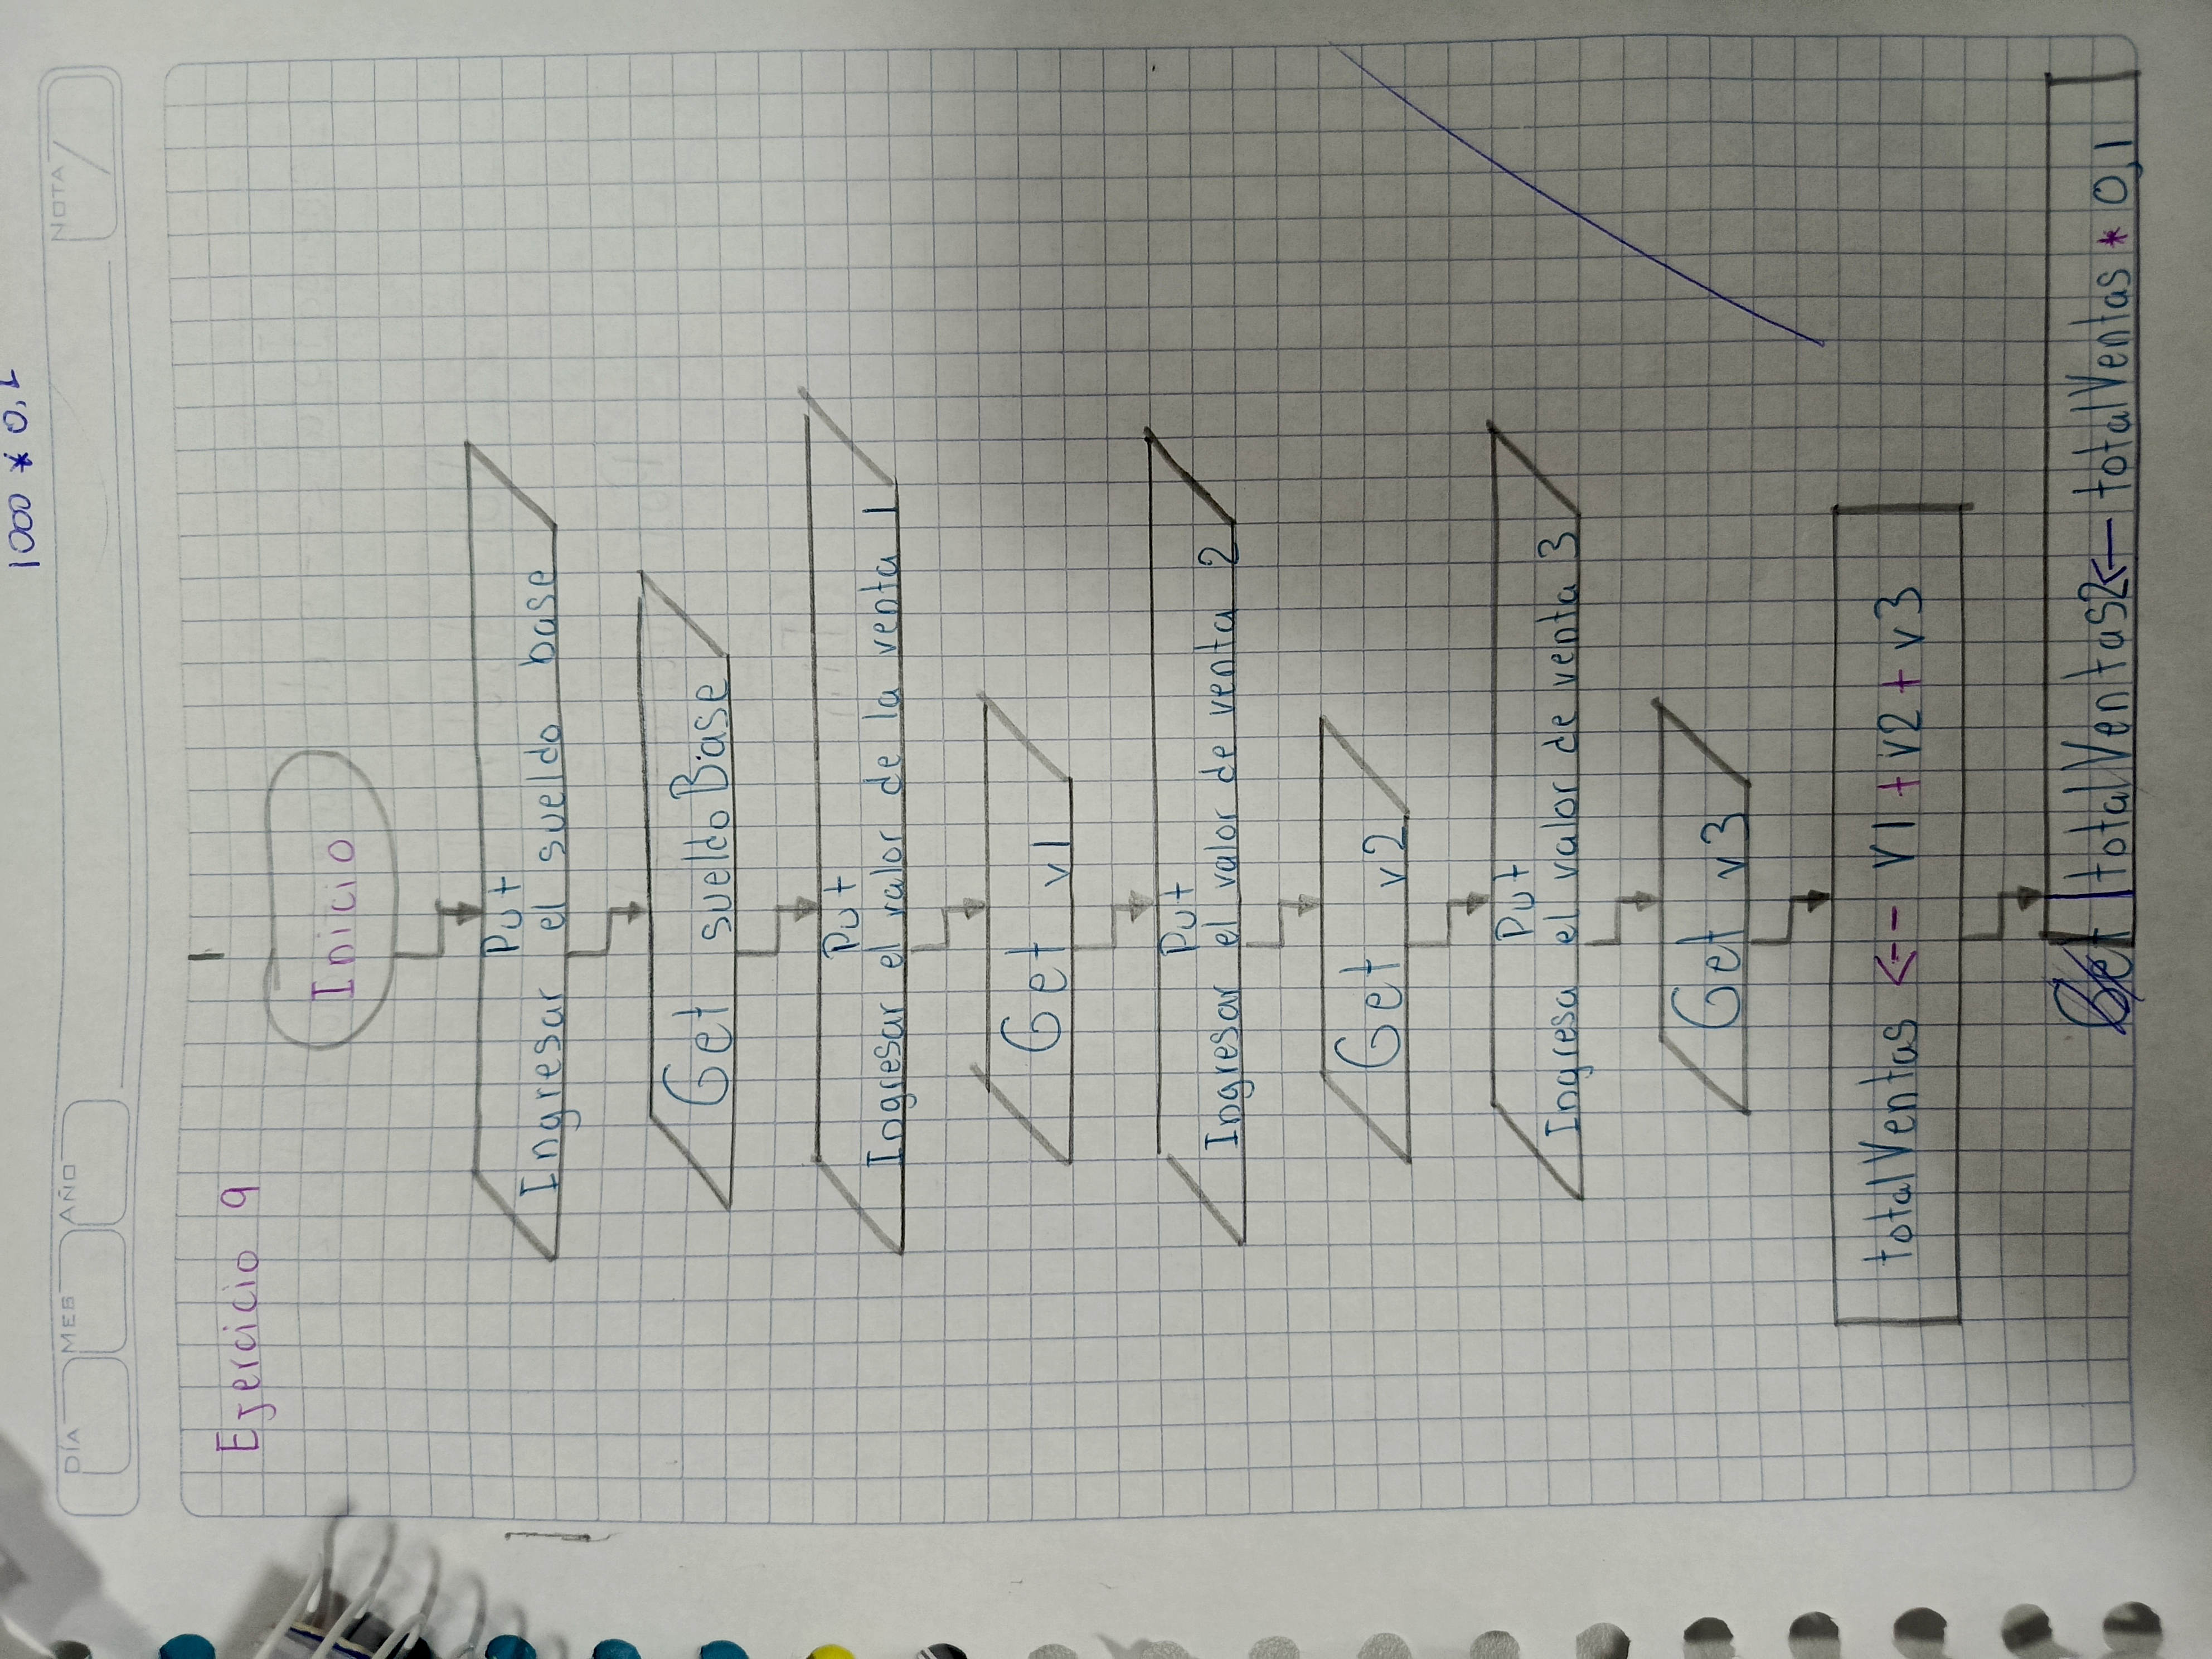 1000 * 0,1
DÍA MES AÑO NOTA
Ejercicio 9
Inicio
Put
Ingresar el sueldo base
Get sueldo Base
Put
Ingresar el valor de la venta 1
Get v1
Put
Ingresar el valor de venta 2
Get v2
Put
Ingresa el valor de venta 3
Get v3
totalVentas <-- v1 + v2 + v3
totalVentas2 <-- totalVentas * 0,1